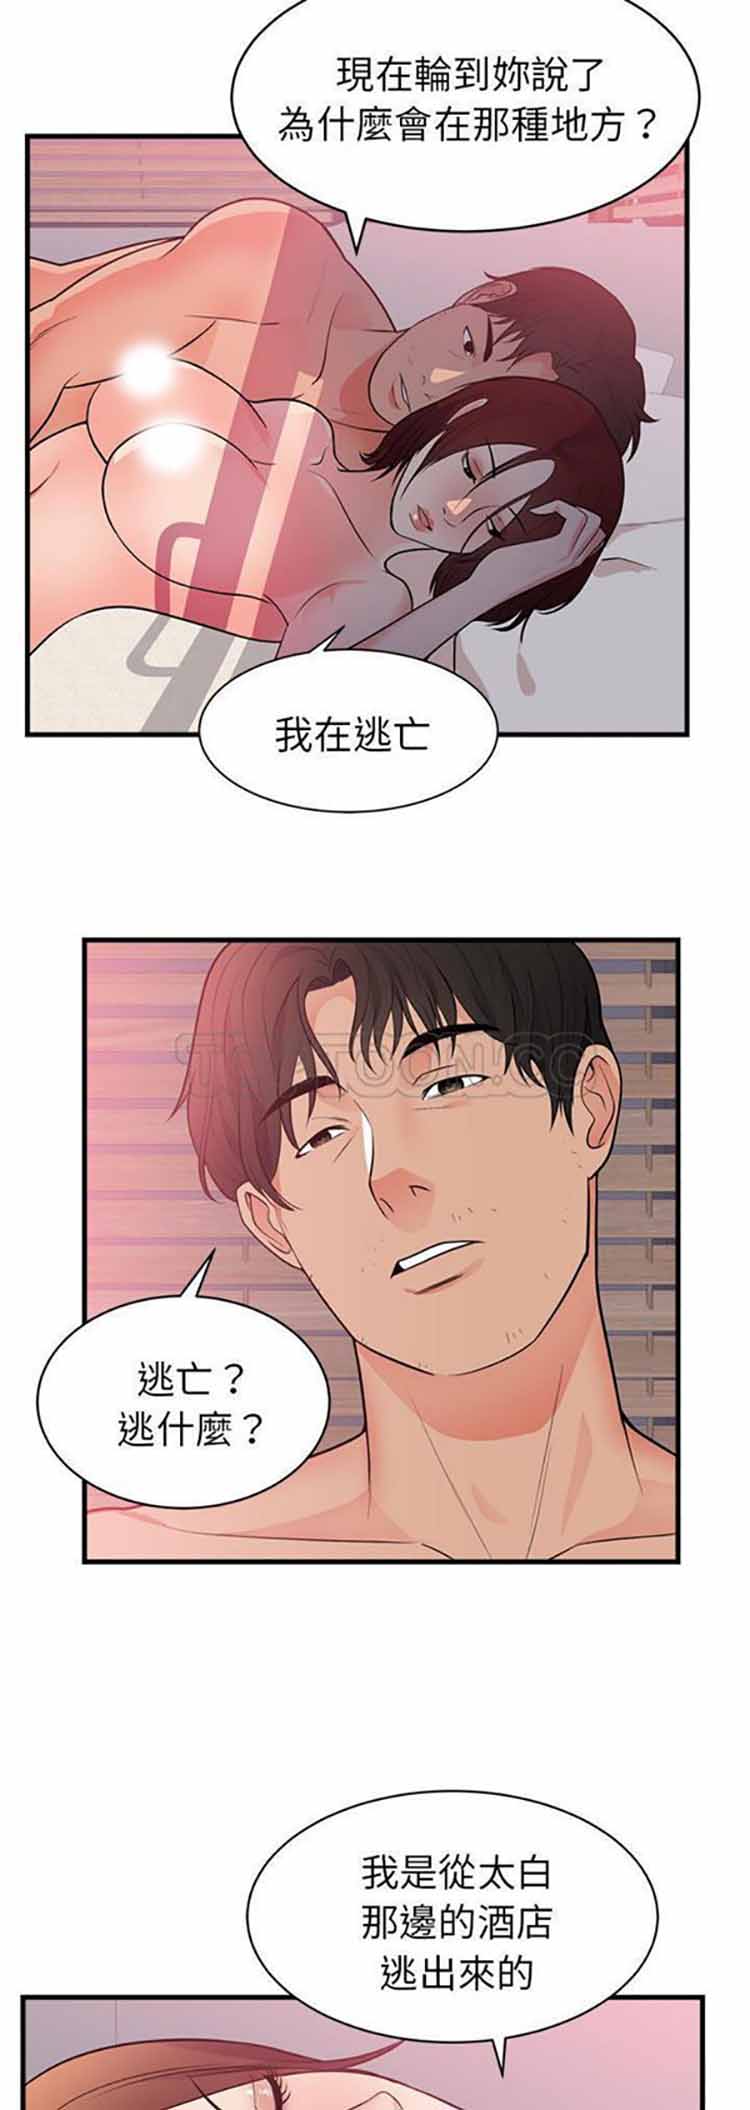 現在輪到妳說了
為什麼會在那種地方？
我在逃亡
逃亡？
逃什麼？
我是從太白
那邊的酒店
逃出來的